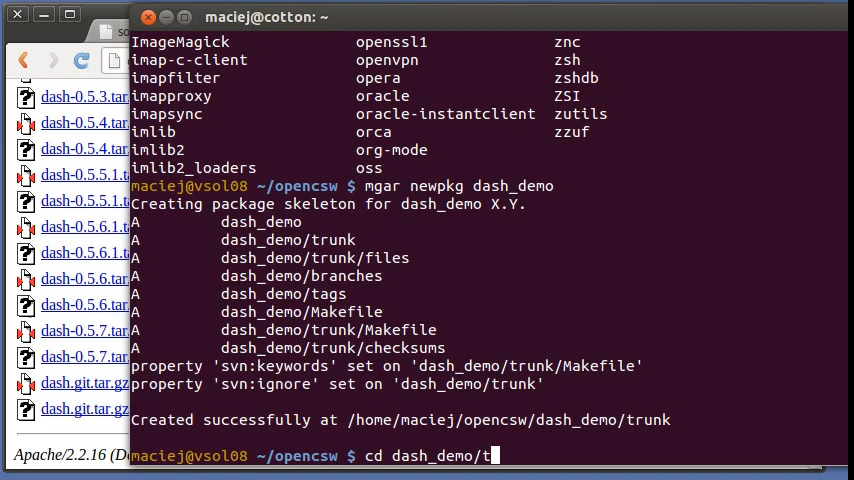 maciej@cotton: ~
so
dash-0.5.3.tar.
dash-0.5.4.tar.
dash-0.5.4.tar.
dash-0.5.5.1.ta
dash-0.5.5.1.ta
dash-0.5.6.1.ta
dash-0.5.6.1.ta
dash-0.5.6.tar.
dash-0.5.6.tar.
dash-0.5.7.tar.
dash-0.5.7.tar.
dash.git.tar.gz
dash.git.tar.gz
Apache/2.2.16 (D
ImageMagick openssl1 znc
imap-c-client openvpn zsh
imapfilter opera zshdb
imapproxy oracle ZSI
imapsync oracle-instantclient zutils
imlib orca zzuf
imlib2 org-mode
imlib2_loaders oss
maciej@vsol08 ~/opencsw $ mgar newpkg dash_demo
Creating package skeleton for dash_demo X.Y.
A dash_demo
A dash_demo/trunk
A dash_demo/trunk/files
A dash_demo/branches
A dash_demo/tags
A dash_demo/Makefile
A dash_demo/trunk/Makefile
A dash_demo/trunk/checksums
property 'svn:keywords' set on 'dash_demo/trunk/Makefile'
property 'svn:ignore' set on 'dash_demo/trunk'
Created successfully at /home/maciej/opencsw/dash_demo/trunk
maciej@vsol08 ~/opencsw $ cd dash_demo/t